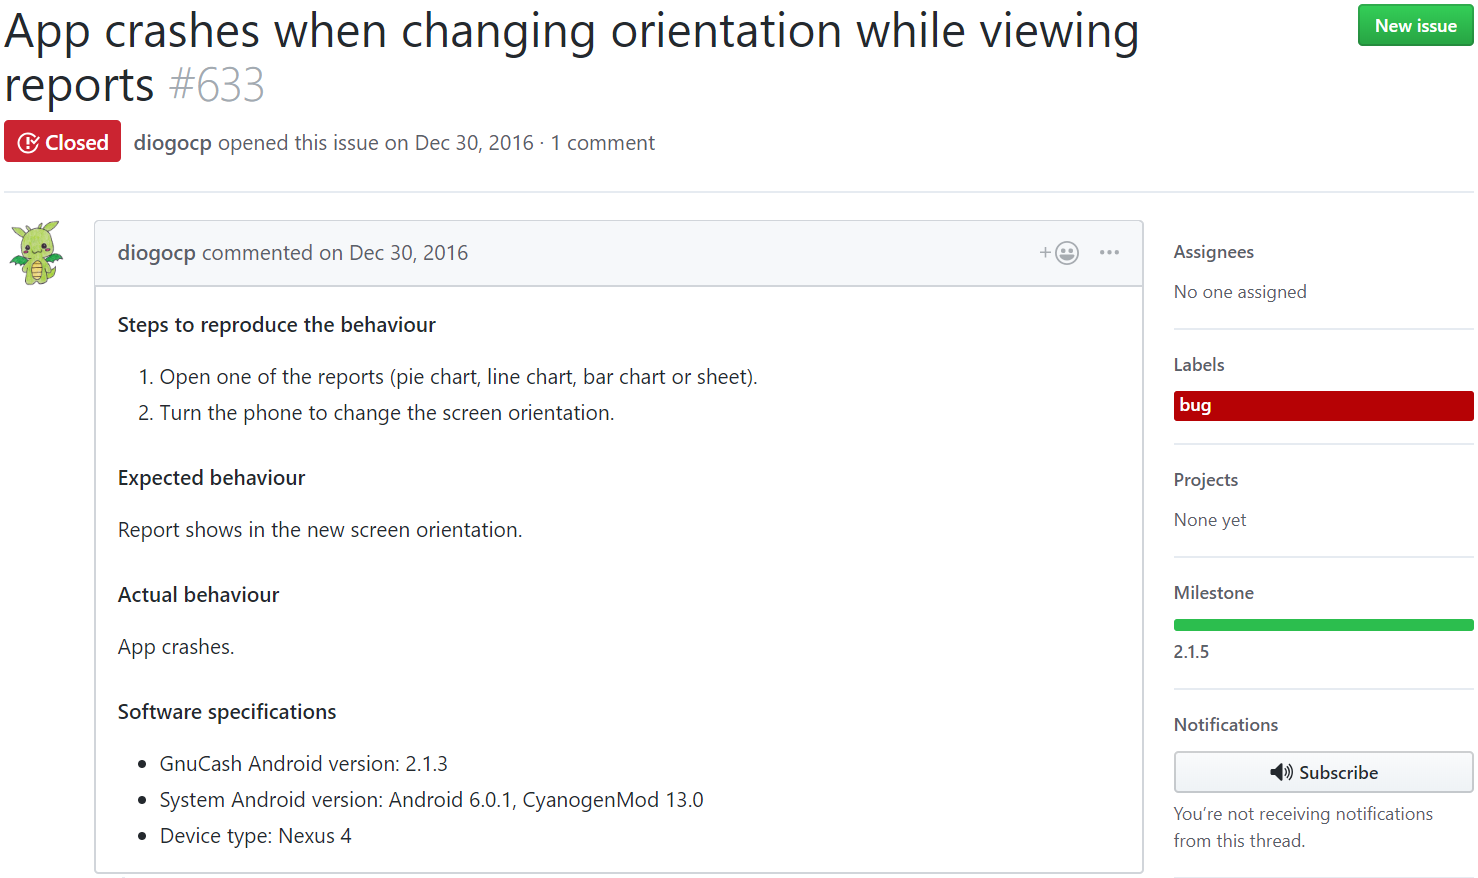 App crashes when changing orientation while viewing
reports #633
New issue
Closed
diogocp opened this issue on Dec 30, 2016 · 1 comment
diogocp commented on Dec 30, 2016
Steps to reproduce the behaviour
1. Open one of the reports (pie chart, line chart, bar chart or sheet).
2. Turn the phone to change the screen orientation.
Expected behaviour
Report shows in the new screen orientation.
Actual behaviour
App crashes.
Software specifications
• GnuCash Android version: 2.1.3
• System Android version: Android 6.0.1, CyanogenMod 13.0
• Device type: Nexus 4
Assignees
No one assigned
Labels
bug
Projects
None yet
Milestone
2.1.5
Notifications
Subscribe
You’re not receiving notifications
from this thread.